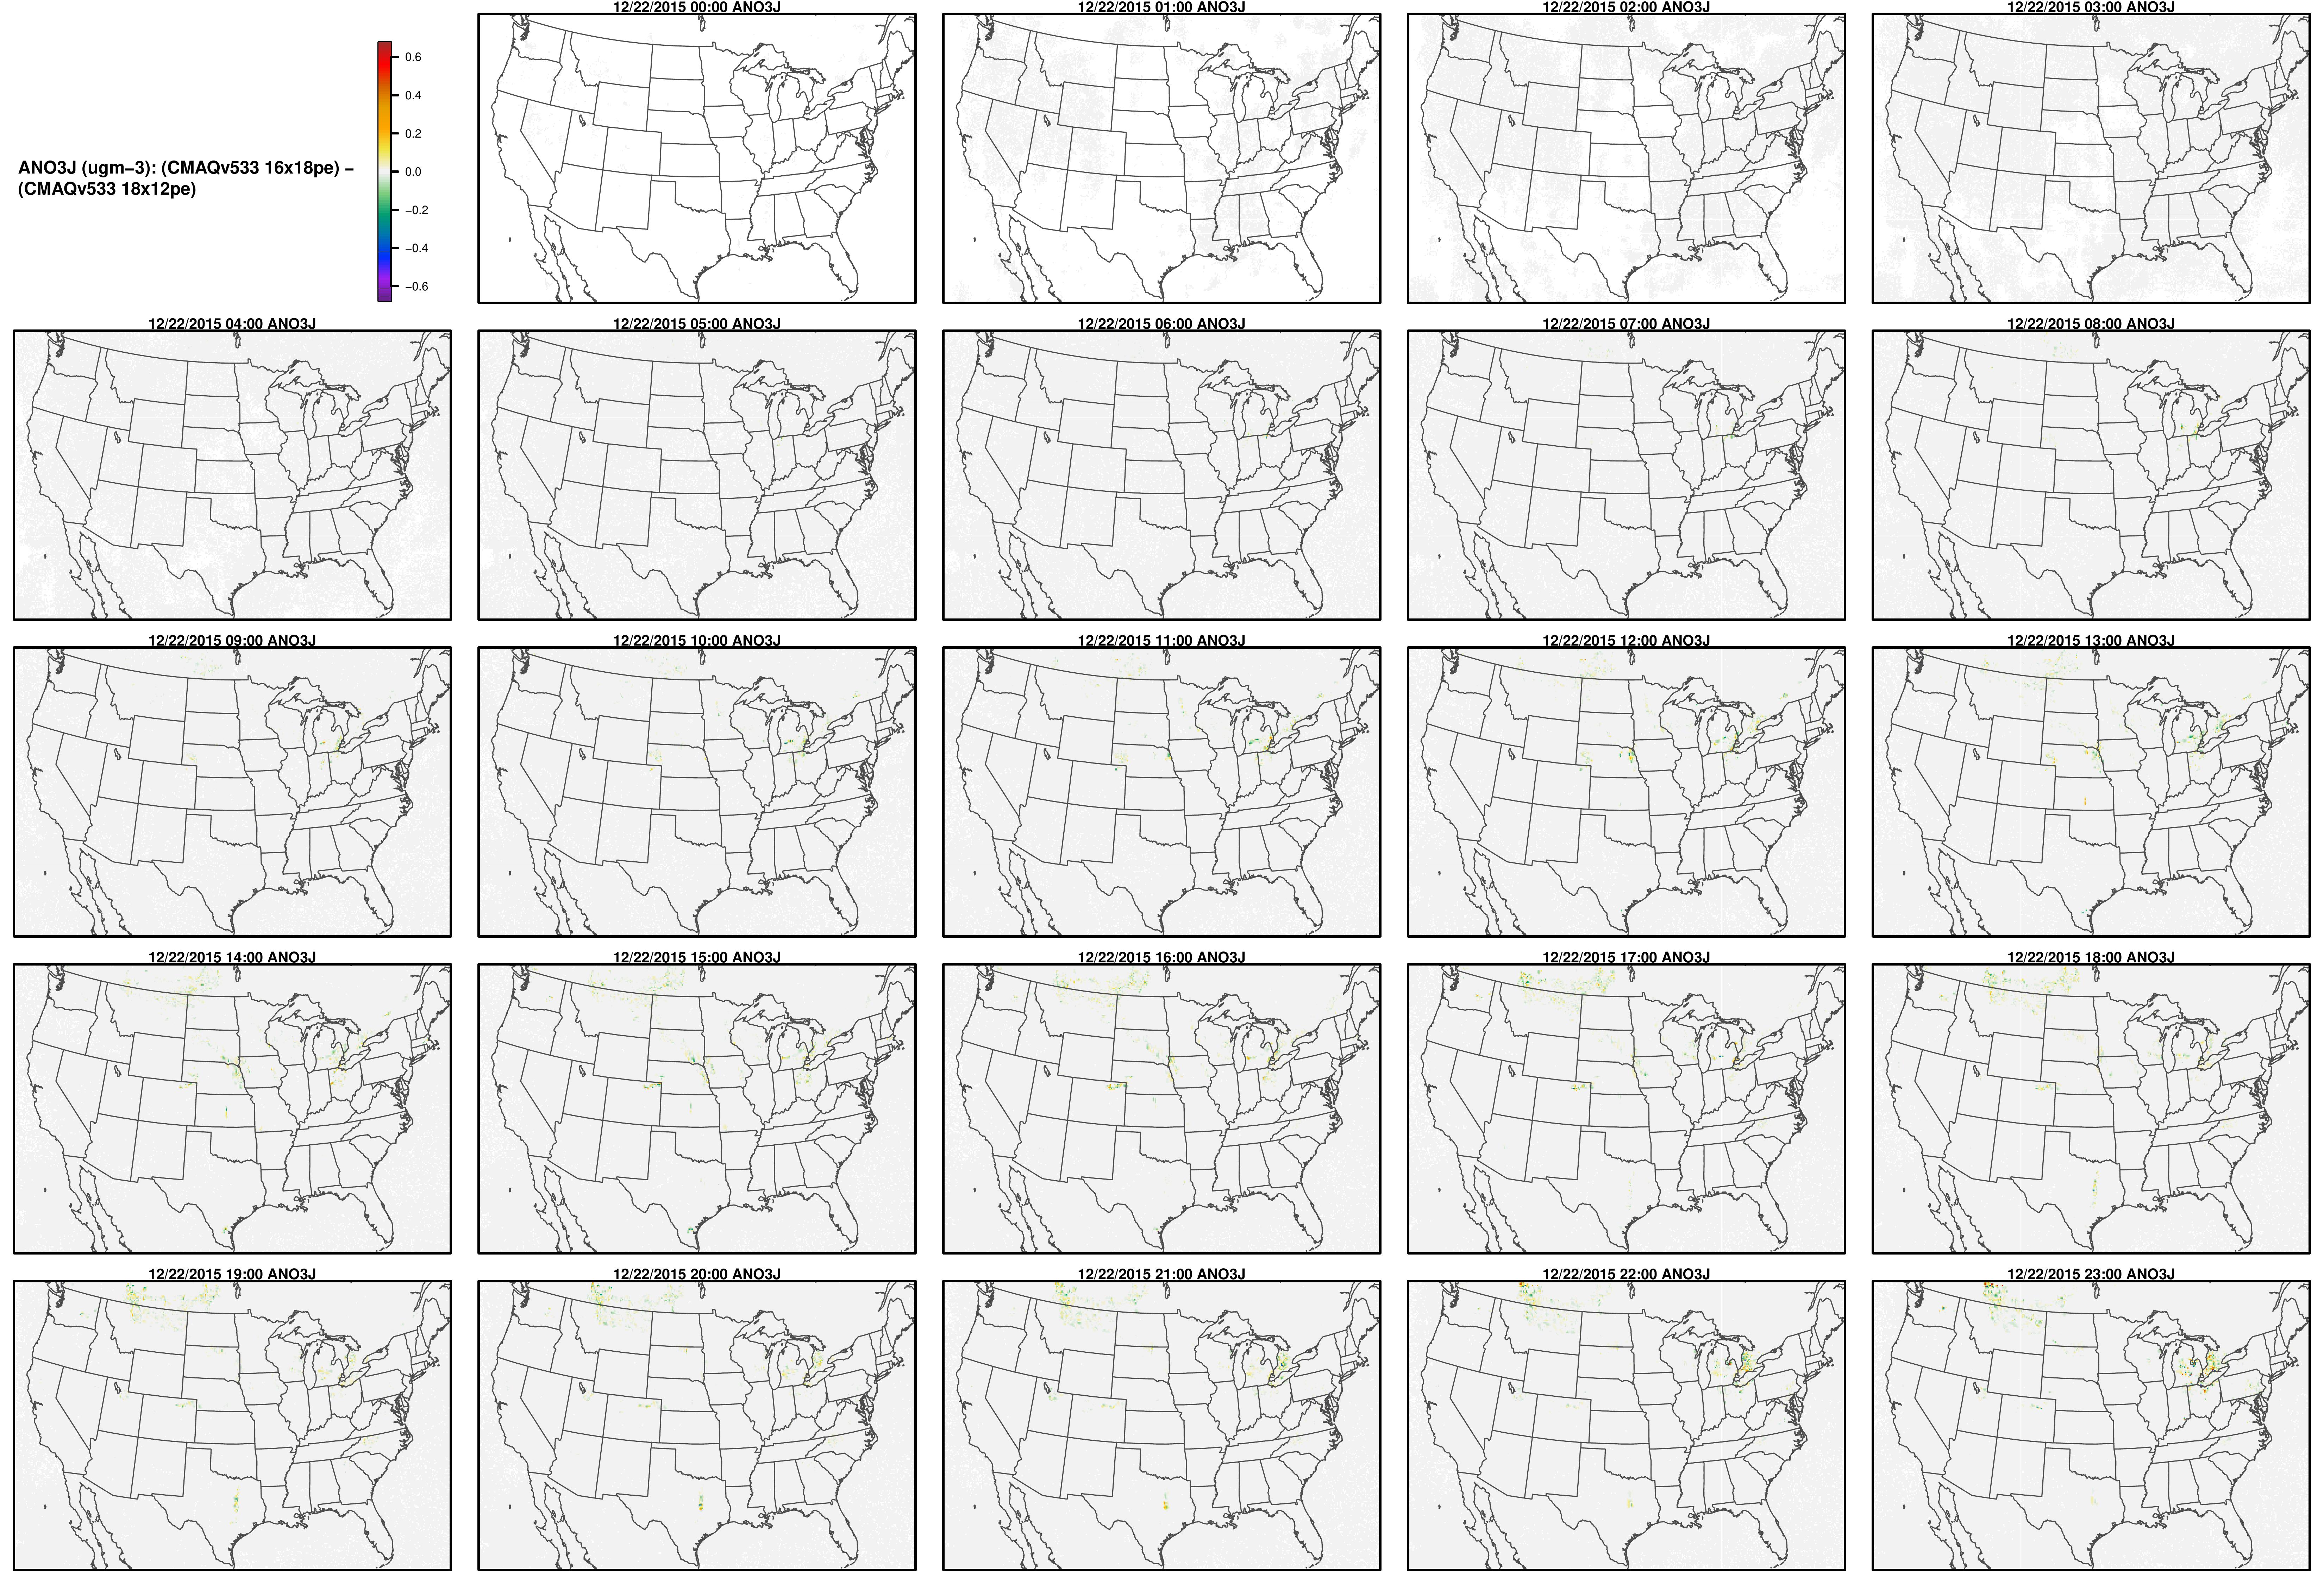 12/22/2015 00:00 ANO3J
12/22/2015 01:00 ANO3J
12/22/2015 02:00 ANO3J
12/22/2015 03:00 ANO3J
0.6
0.4
0.2
0.0
−0.2
−0.4
−0.6
ANO3J (ugm−3): (CMAQv533 16x18pe) −
(CMAQv533 18x12pe)
12/22/2015 04:00 ANO3J
12/22/2015 05:00 ANO3J
12/22/2015 06:00 ANO3J
12/22/2015 07:00 ANO3J
12/22/2015 08:00 ANO3J
12/22/2015 09:00 ANO3J
12/22/2015 10:00 ANO3J
12/22/2015 11:00 ANO3J
12/22/2015 12:00 ANO3J
12/22/2015 13:00 ANO3J
12/22/2015 14:00 ANO3J
12/22/2015 15:00 ANO3J
12/22/2015 16:00 ANO3J
12/22/2015 17:00 ANO3J
12/22/2015 18:00 ANO3J
12/22/2015 19:00 ANO3J
12/22/2015 20:00 ANO3J
12/22/2015 21:00 ANO3J
12/22/2015 22:00 ANO3J
12/22/2015 23:00 ANO3J